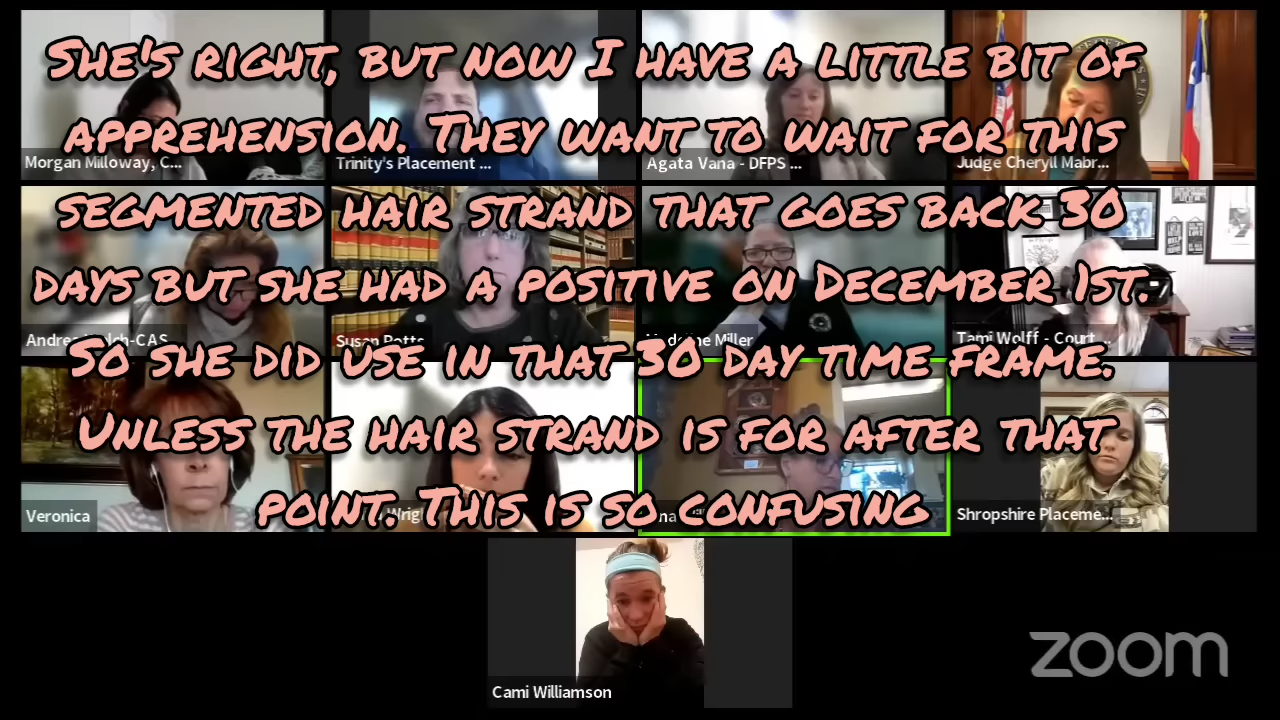 She's right, but now I have a little bit of
apprehension. They want to wait for this
Morgan Milloway, C...
Trinity's Placement ...
Agata Vana - DFPS ...
Judge Cheryll Mabr...
segmented hair strand that goes back 30
days but she had a positive on December 1st.
Susan Potts
Miller
Tami Wolff - Court ...
So she did use in that 30 day time frame.
Unless the hair strand is for after that
point. This is so confusing
Veronica
Shropshire Placeme...
Cami Williamson
zoom